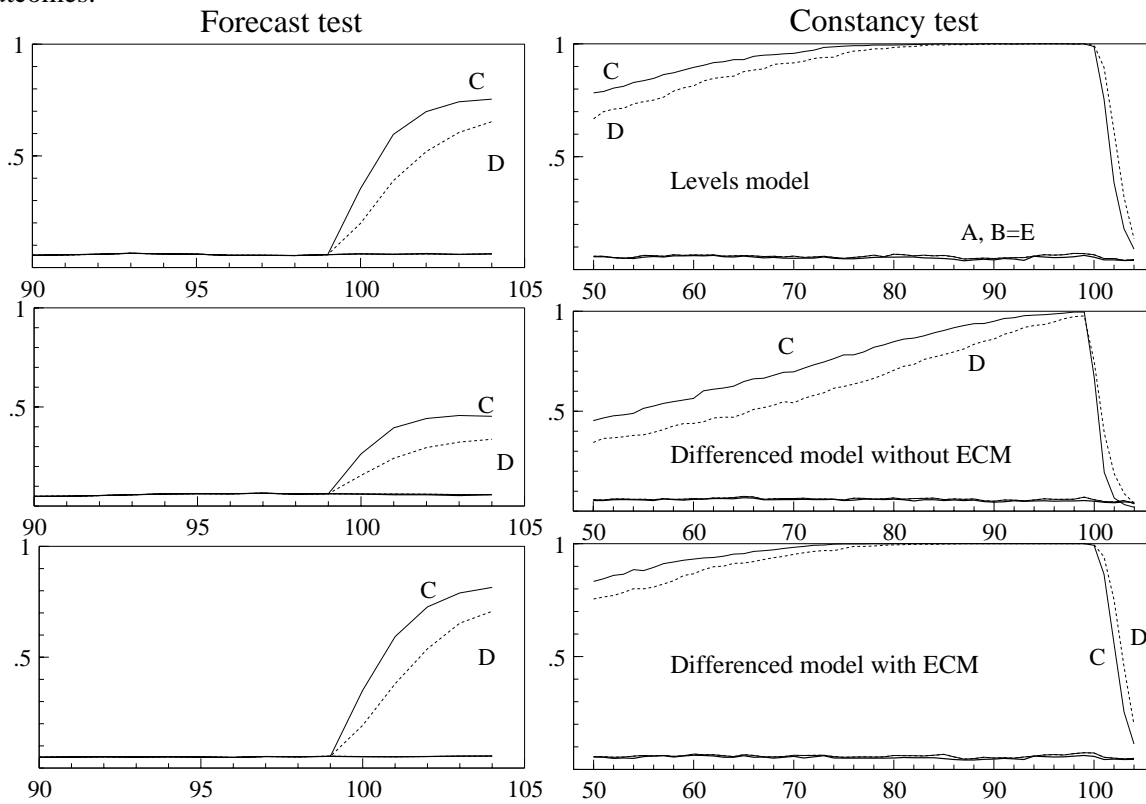 utcomes.
Forecast test
Constancy test
1
.5
C
D
90 95 100 105
1
.5
C
D
Levels model
A, B=E
50 60 70 80 90 100
1
.5
C
D
90 95 100 105
1
.5
C
D
Differenced model without ECM
50 60 70 80 90 100
1
.5
C
D
90 95 100 105
1
.5
C
D
Differenced model with ECM
50 60 70 80 90 100